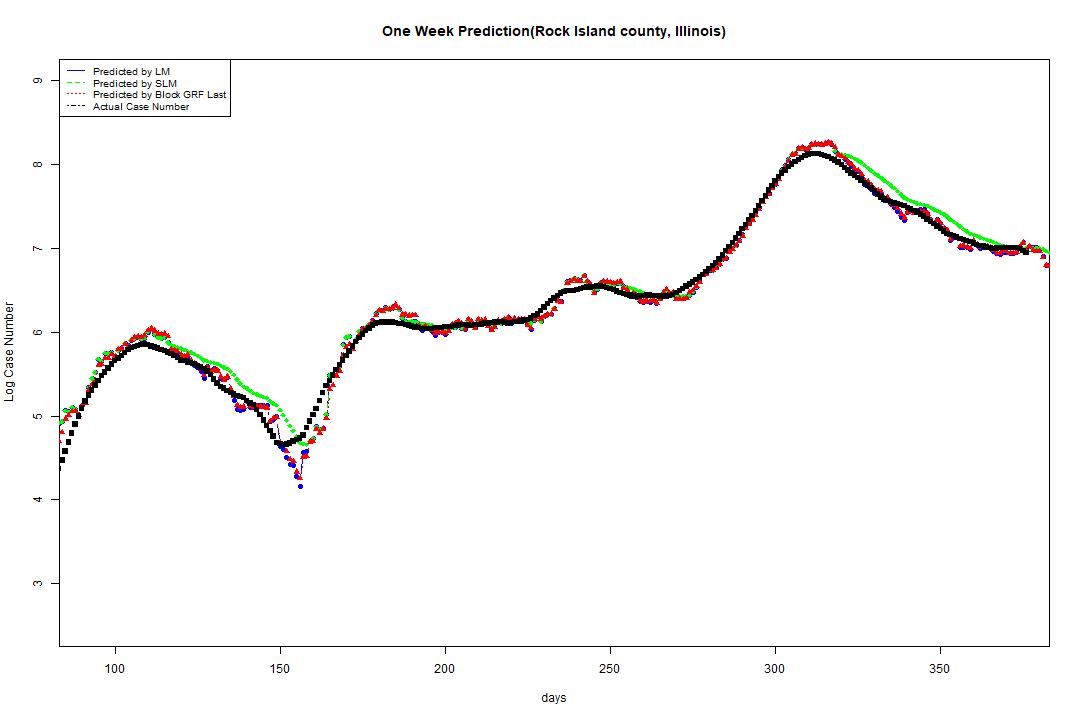 One Week Prediction(Rock Island county, Illinois)
Predicted by LM
Predicted by SLM
Predicted by Block GRF Last
Actual Case Number
9
8
7
6
5
4
3
Log Case Number
100 150 200 250 300 350
days